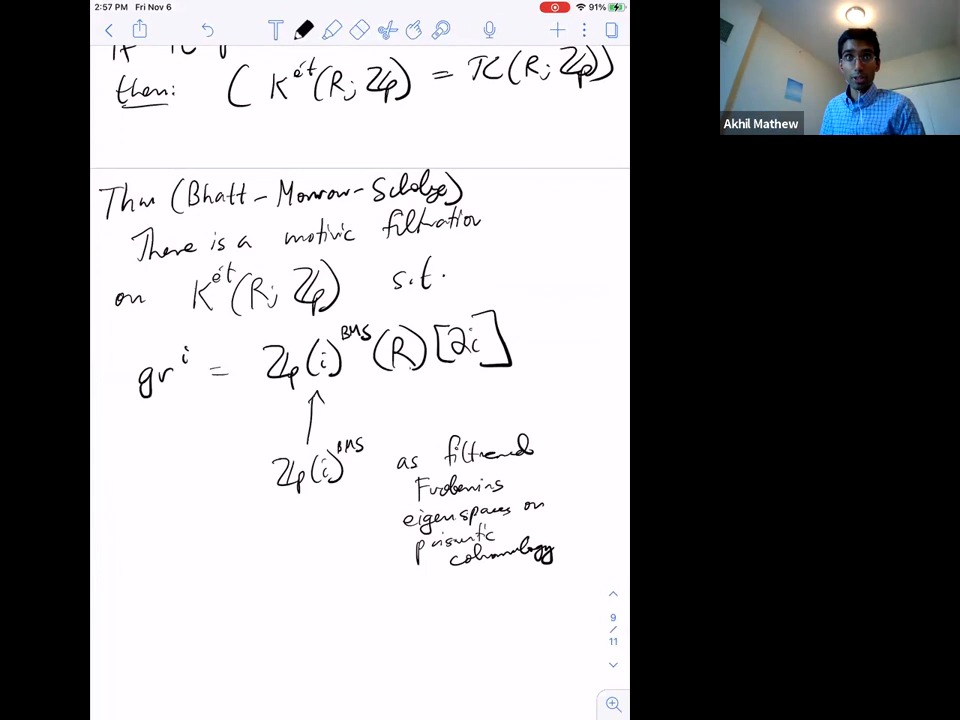 2:57 PM Fri Nov 6
91%
then: ( K^ét(R; Zp) = TC(R; Zp))
Thm (Bhatt-Morrow-Scholze)
There is a motivic filtration
on K^ét(R; Zp) s.t.
gr^i = Zp(i)^BMS (R) [2i]
Zp(i)^BMS as filtered
Frobenius
eigenspaces on
prismatic
cohomology
9
/
11
Akhil Mathew